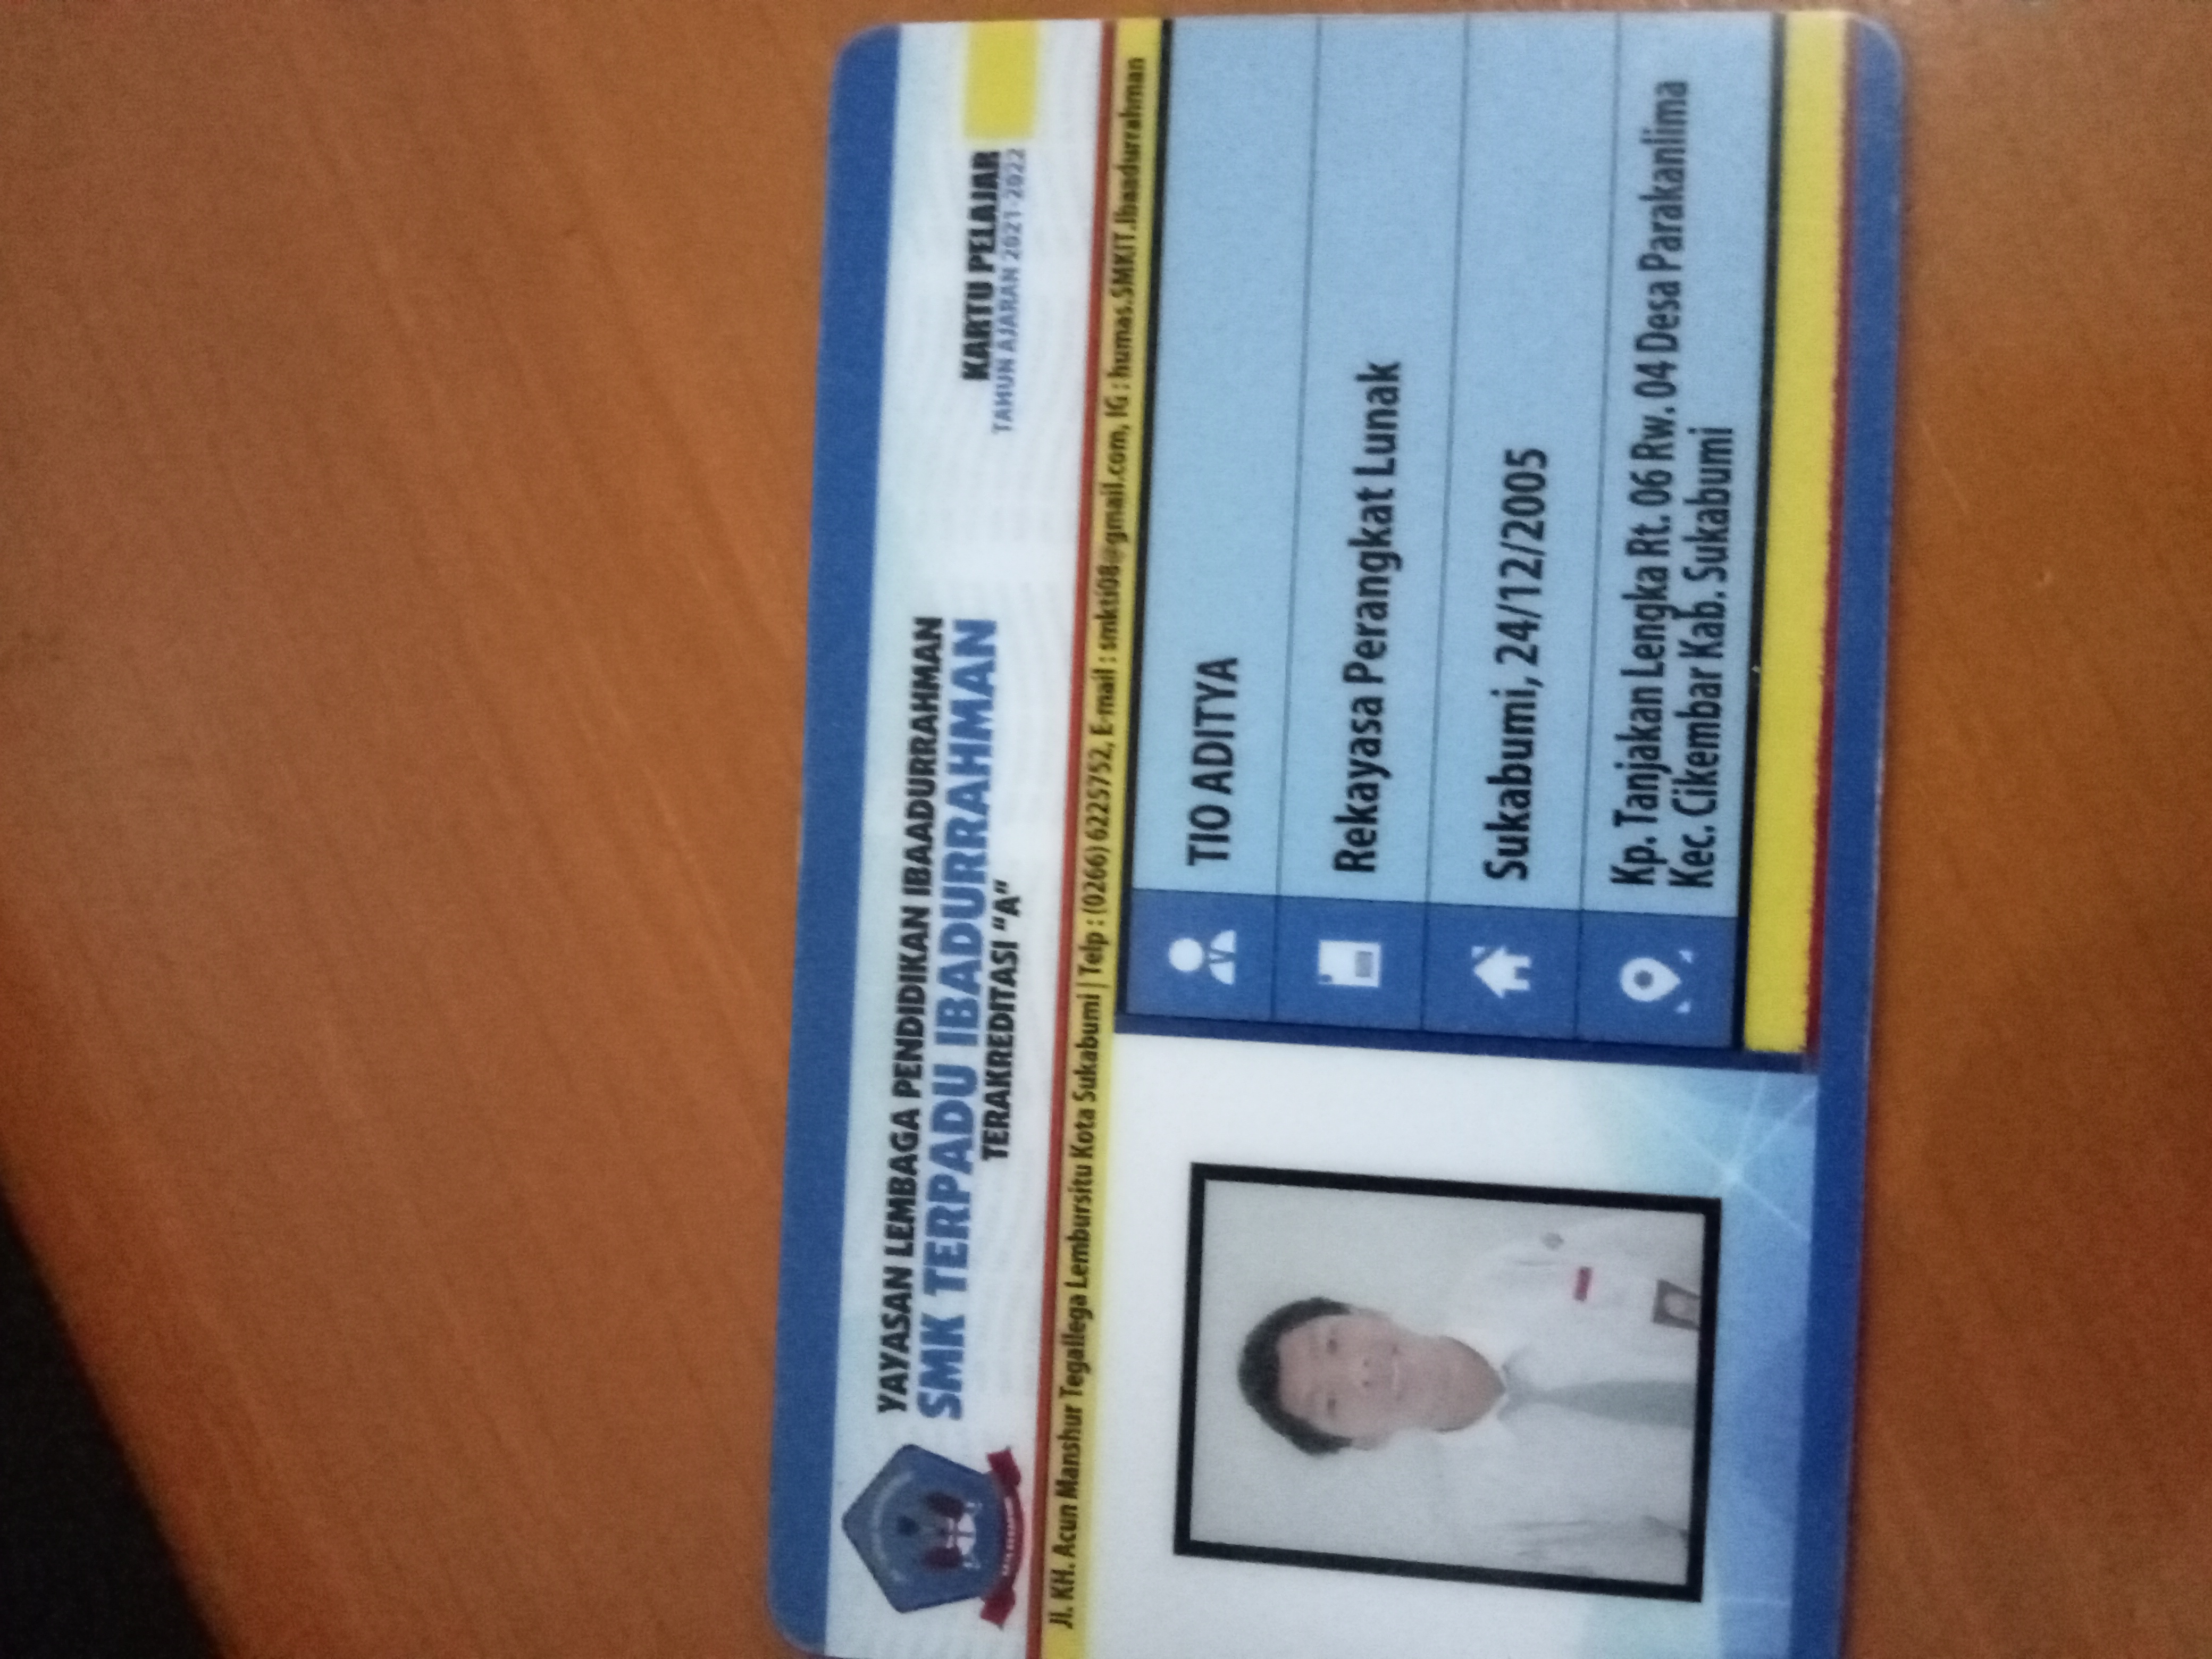 YAYASAN LEMBAGA PENDIDIKAN IBAADURRAHMAN
SMK TERPADU IBADURRAHMAN
TERAKREDITASI "A"
KARTU PELAJAR
TAHUN AJARAN 2021-2022
Jl. KH. Acun Manshur Tegallega Lembursitu Kota Sukabumi | Telp : (0266) 6225752, E-mail : smkti08@gmail.com, IG : humas.SMKIT.Ibaadurrahman
TIO ADITYA
Rekayasa Perangkat Lunak
Sukabumi, 24/12/2005
Kp. Tanjakan Lengka Rt. 06 Rw. 04 Desa Parakanlima
Kec. Cikembar Kab. Sukabumi